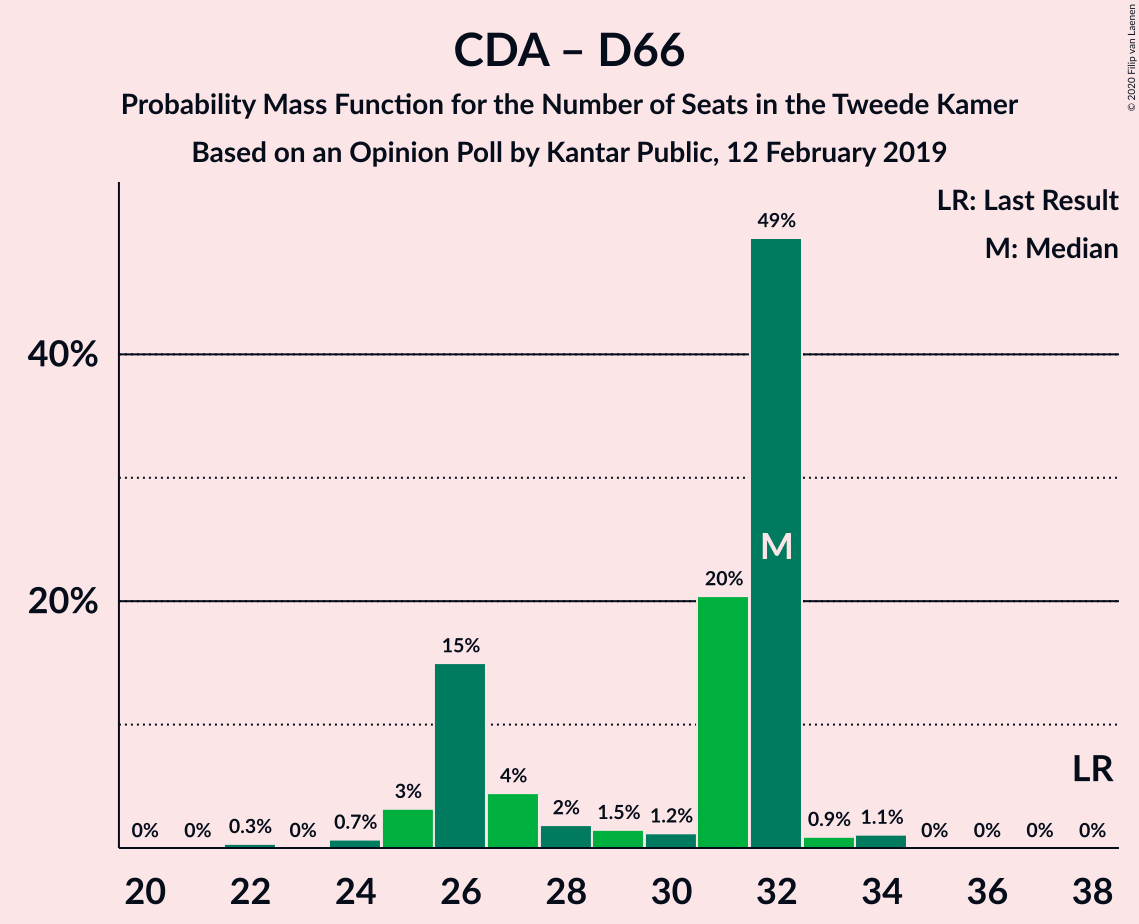 CDA – D66
Probability Mass Function for the Number of Seats in the Tweede Kamer
Based on an Opinion Poll by Kantar Public, 12 February 2019
© 2020 Filip van Laenen
LR: Last Result
M: Median
49%
40%
M
20%
20%
15%
LR
4%
3%
2%
1.5%
1.2%
0.9%
1.1%
0.7%
0.3%
0%
0%
0%
0%
0%
0%
0%
20 22 24 26 28 30 32 34 36 38